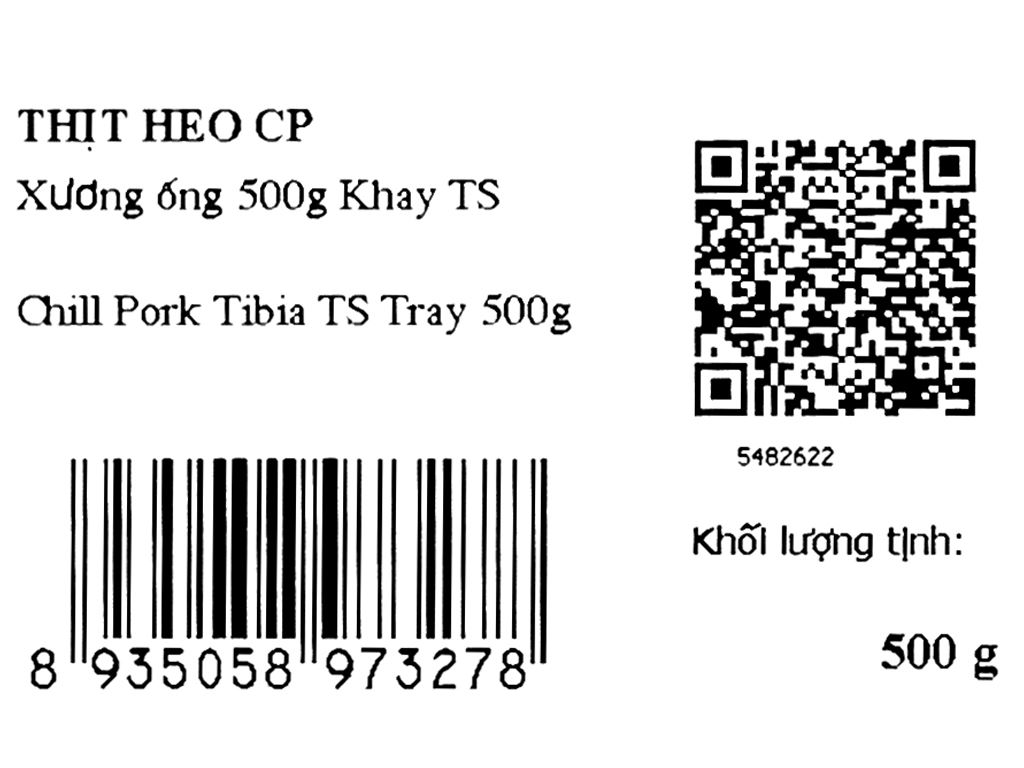 THỊT HEO CP
Xương ống 500g Khay TS
Chill Pork Tibia TS Tray 500g
5482622
Khối lượng tịnh:
500 g
8 935058 973278